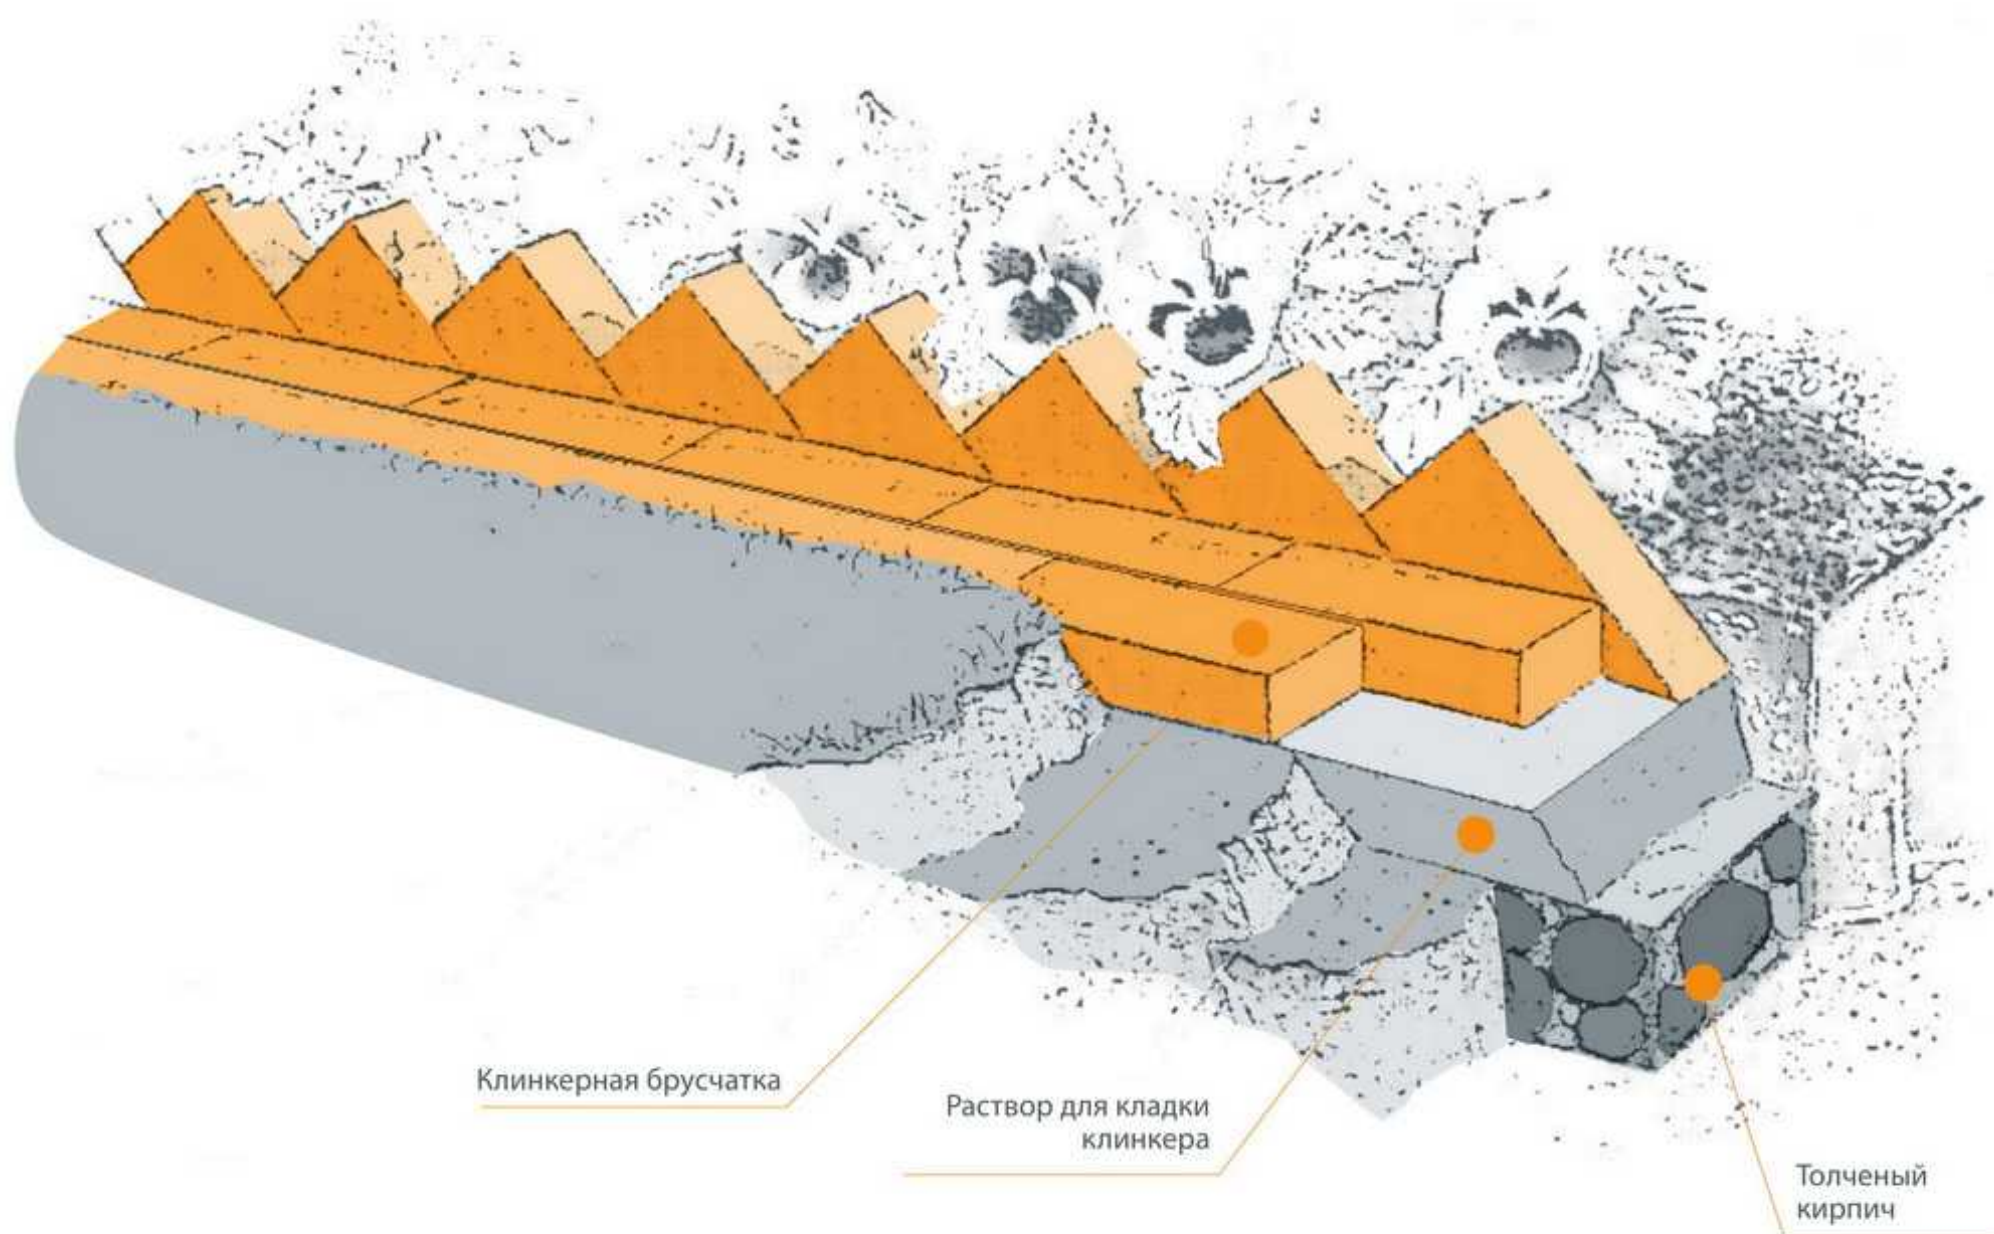 Клинкерная брусчатка
Раствор для кладки
клинкера
Толченый
кирпич